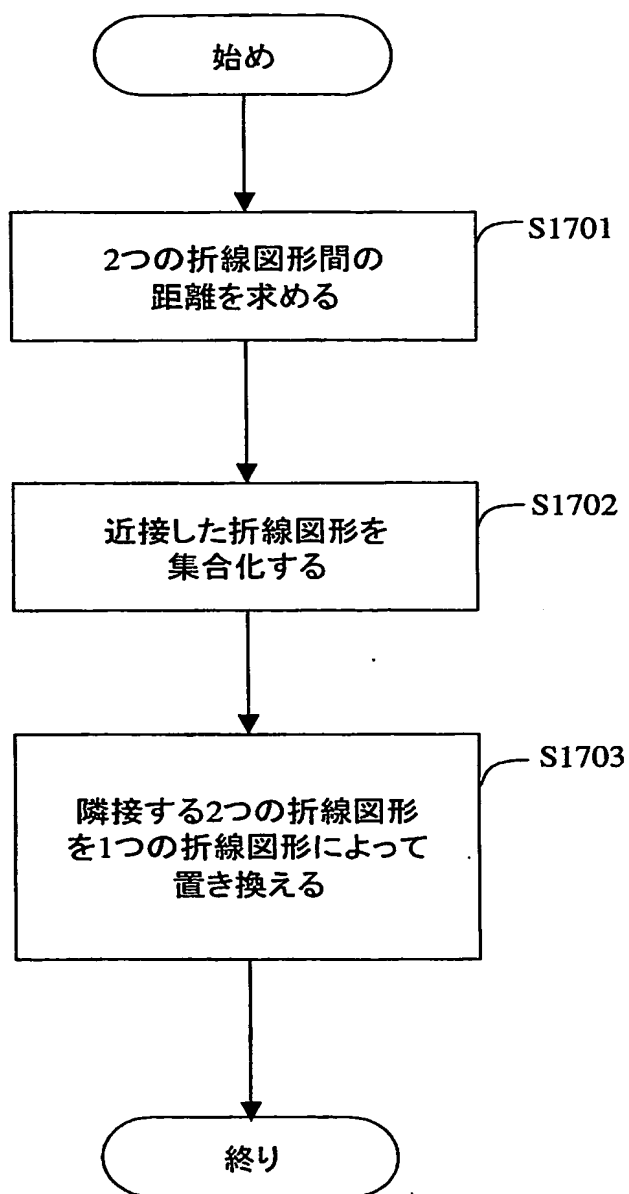 始め
S1701
2つの折線図形間の
距離を求める
S1702
近接した折線図形を
集合化する
S1703
隣接する2つの折線図形
を1つの折線図形によって
置き換える
終り